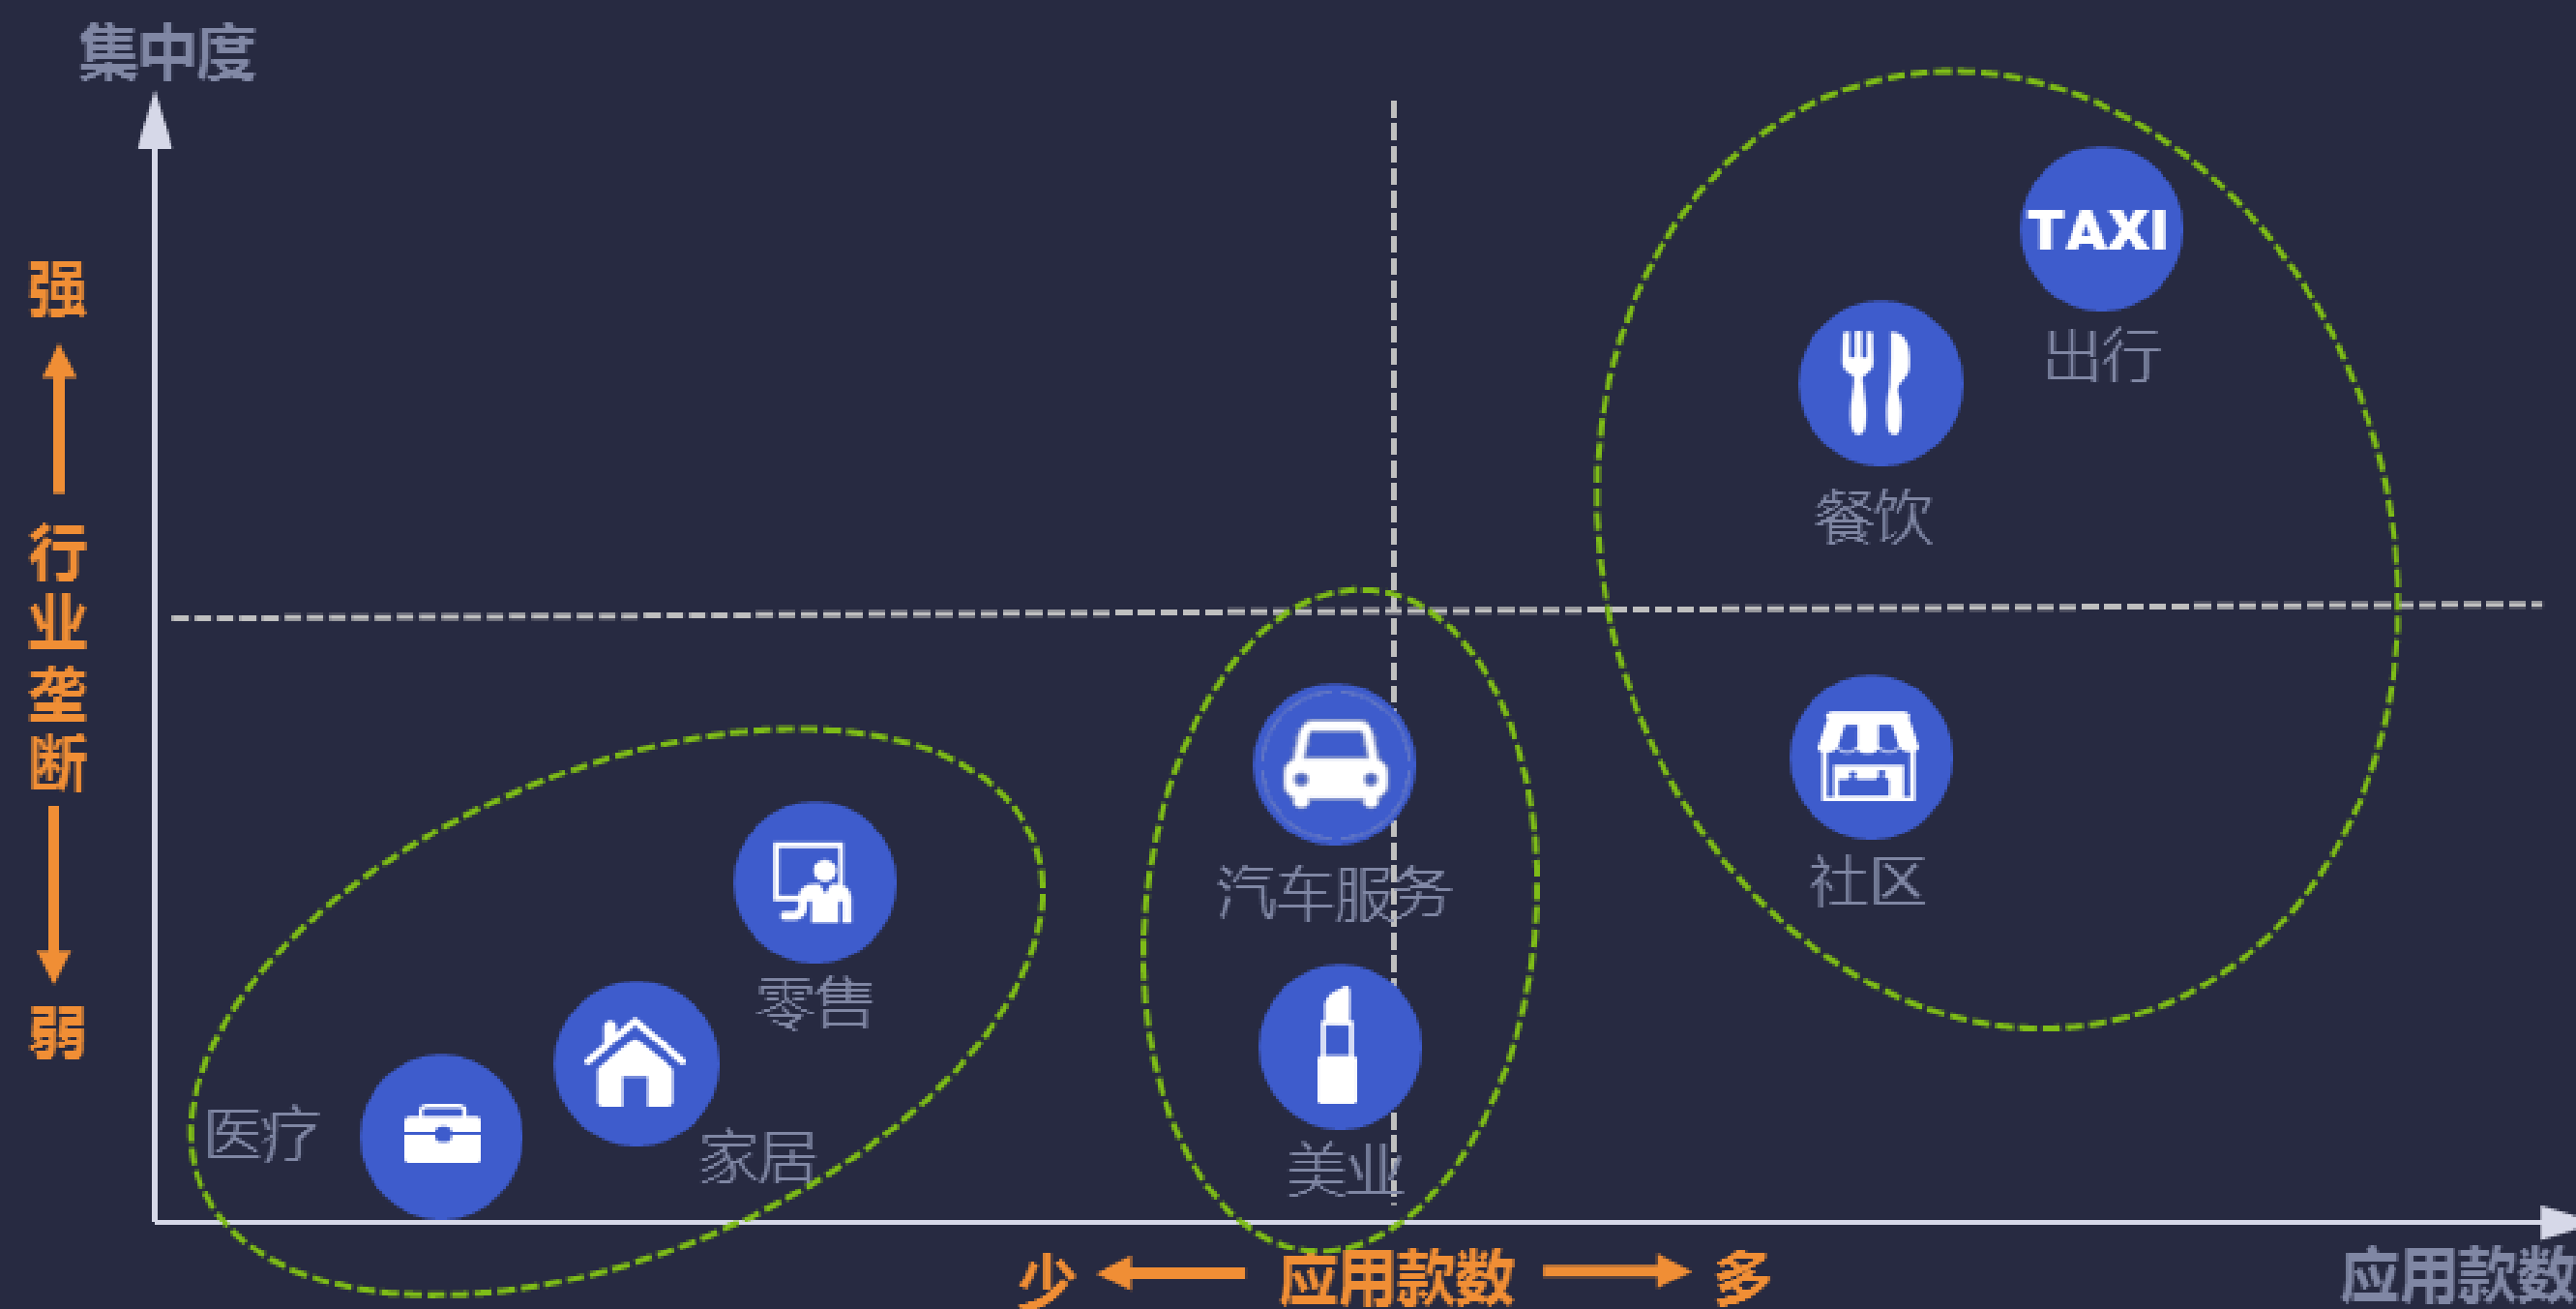 集中度
强
行业垄断
弱
TAXI
出行
餐饮
汽车服务
社区
零售
医疗
家居
美业
少
应用款数
多
应用款数